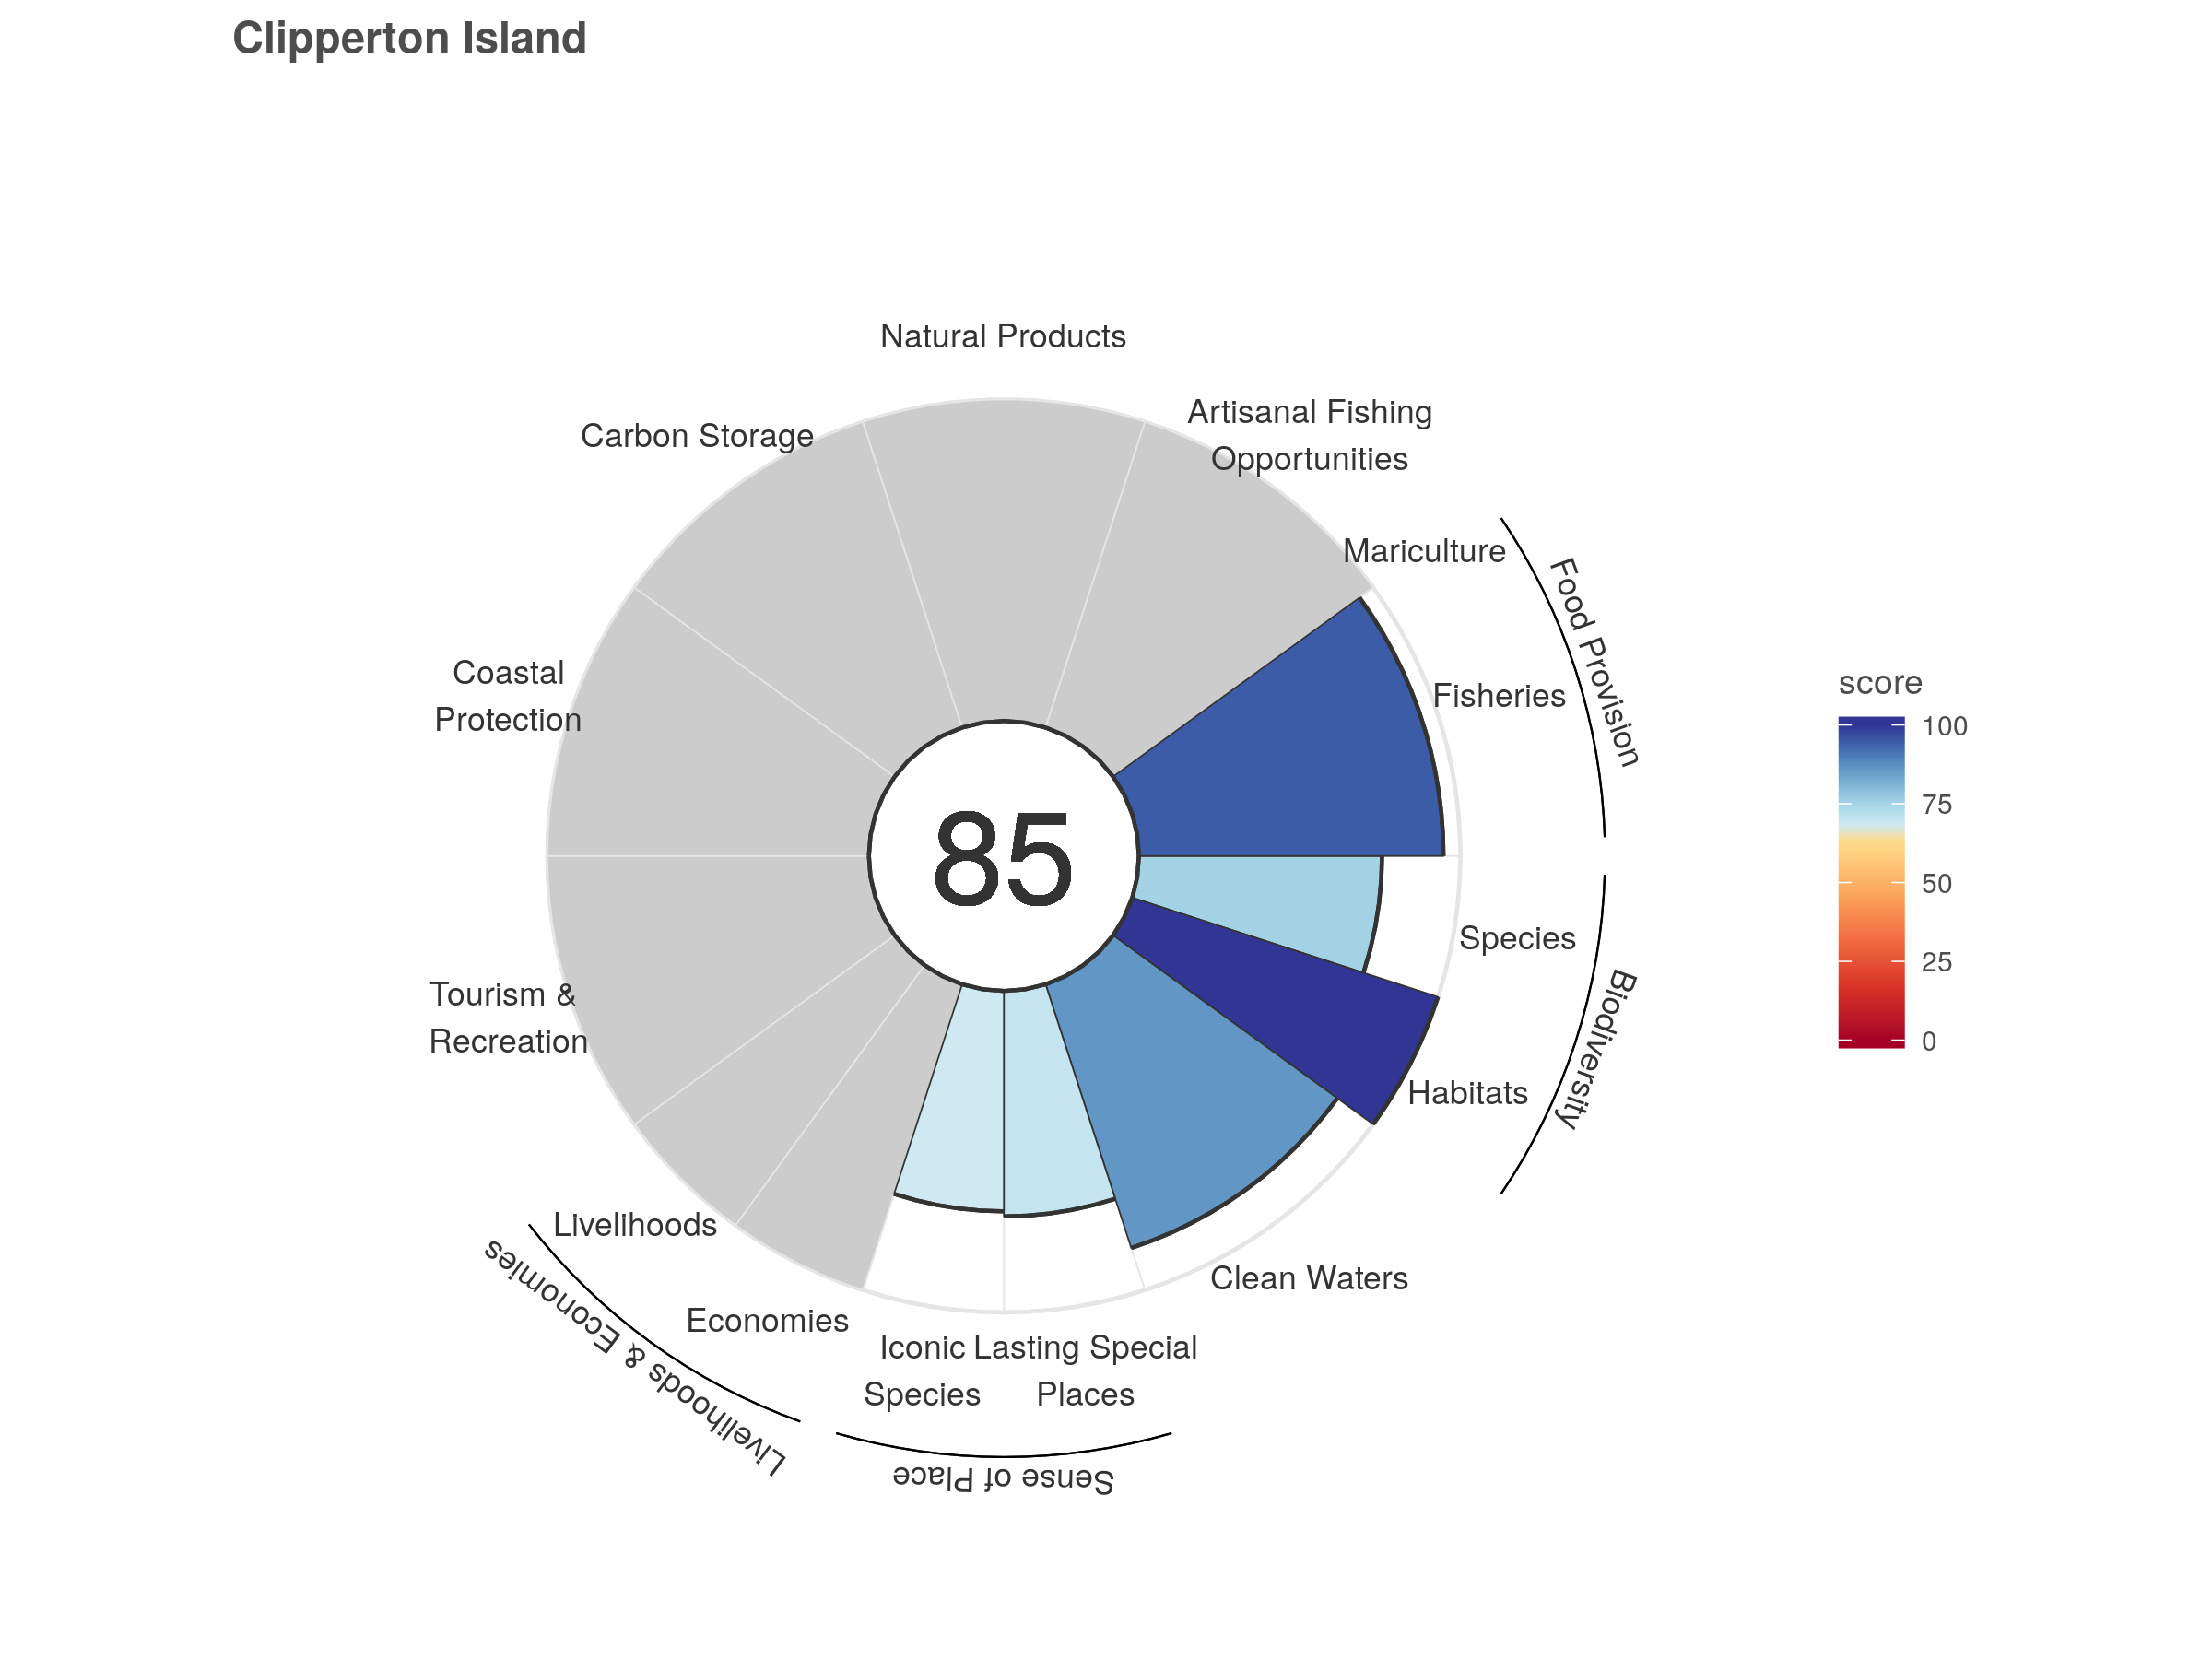 Clipperton Island
Natural Products
Artisanal Fishing
Opportunities
Carbon Storage
Mariculture
Food Provision
Fisheries
Coastal
Protection
score
100
75
50
25
0
85
Species
Biodiversity
Habitats
Tourism &
Recreation
Livelihoods
Livelihoods & Economies
Economies
Clean Waters
Iconic
Species
Lasting Special
Places
Sense of Place